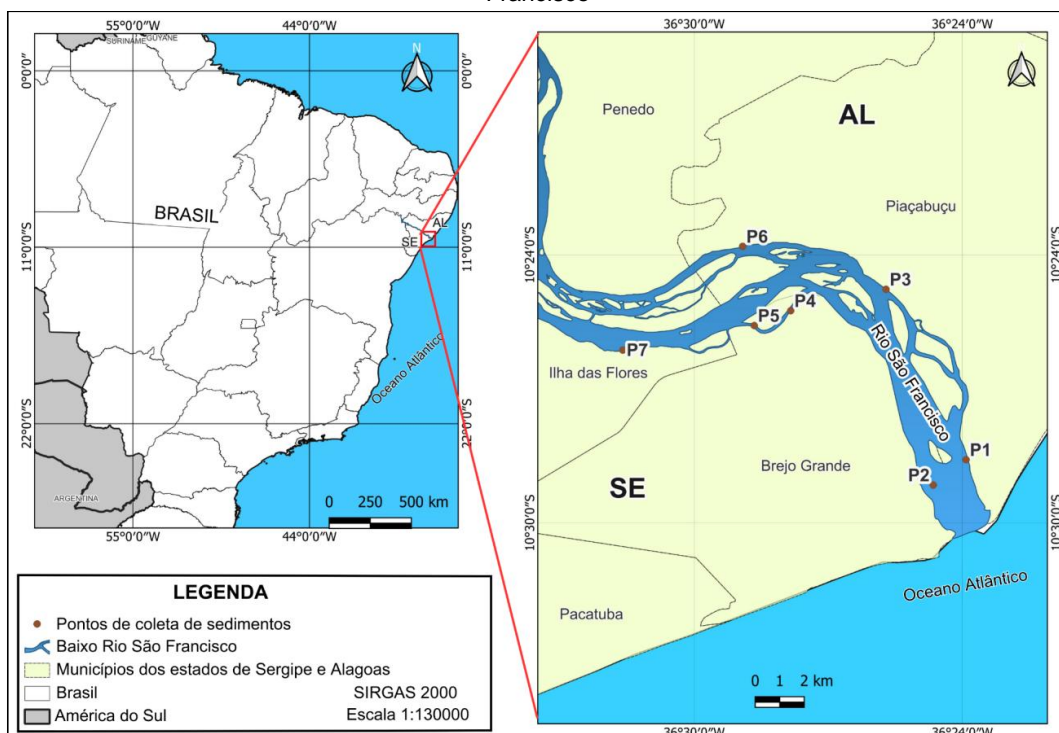 Francisco
55°0'0"W
44°0'0"W
SURINAME
GUYANE
N
0°0'0"
0°0'0"
BRASIL
AL
SE
11°0'0"S
11°0'0"S
Oceano Atlântico
22°0'0"S
22°0'0"S
ARGENTINA
0 250 500 km
55°0'0"W
44°0'0"W
LEGENDA
Pontos de coleta de sedimentos
Baixo Rio São Francisco
Municípios dos estados de Sergipe e Alagoas
Brasil
SIRGAS 2000
América do Sul
Escala 1:130000
36°30'0"W
36°24'0"W
Penedo
AL
Piaçabuçu
10°24'0"S
10°24'0"S
P6
P3
P4
P5
P7
Ilha das Flores
Rio São Francisco
P1
P2
Brejo Grande
SE
10°30'0"S
10°30'0"S
Oceano Atlântico
Pacatuba
0 1 2 km
36°30'0"W
36°24'0"W